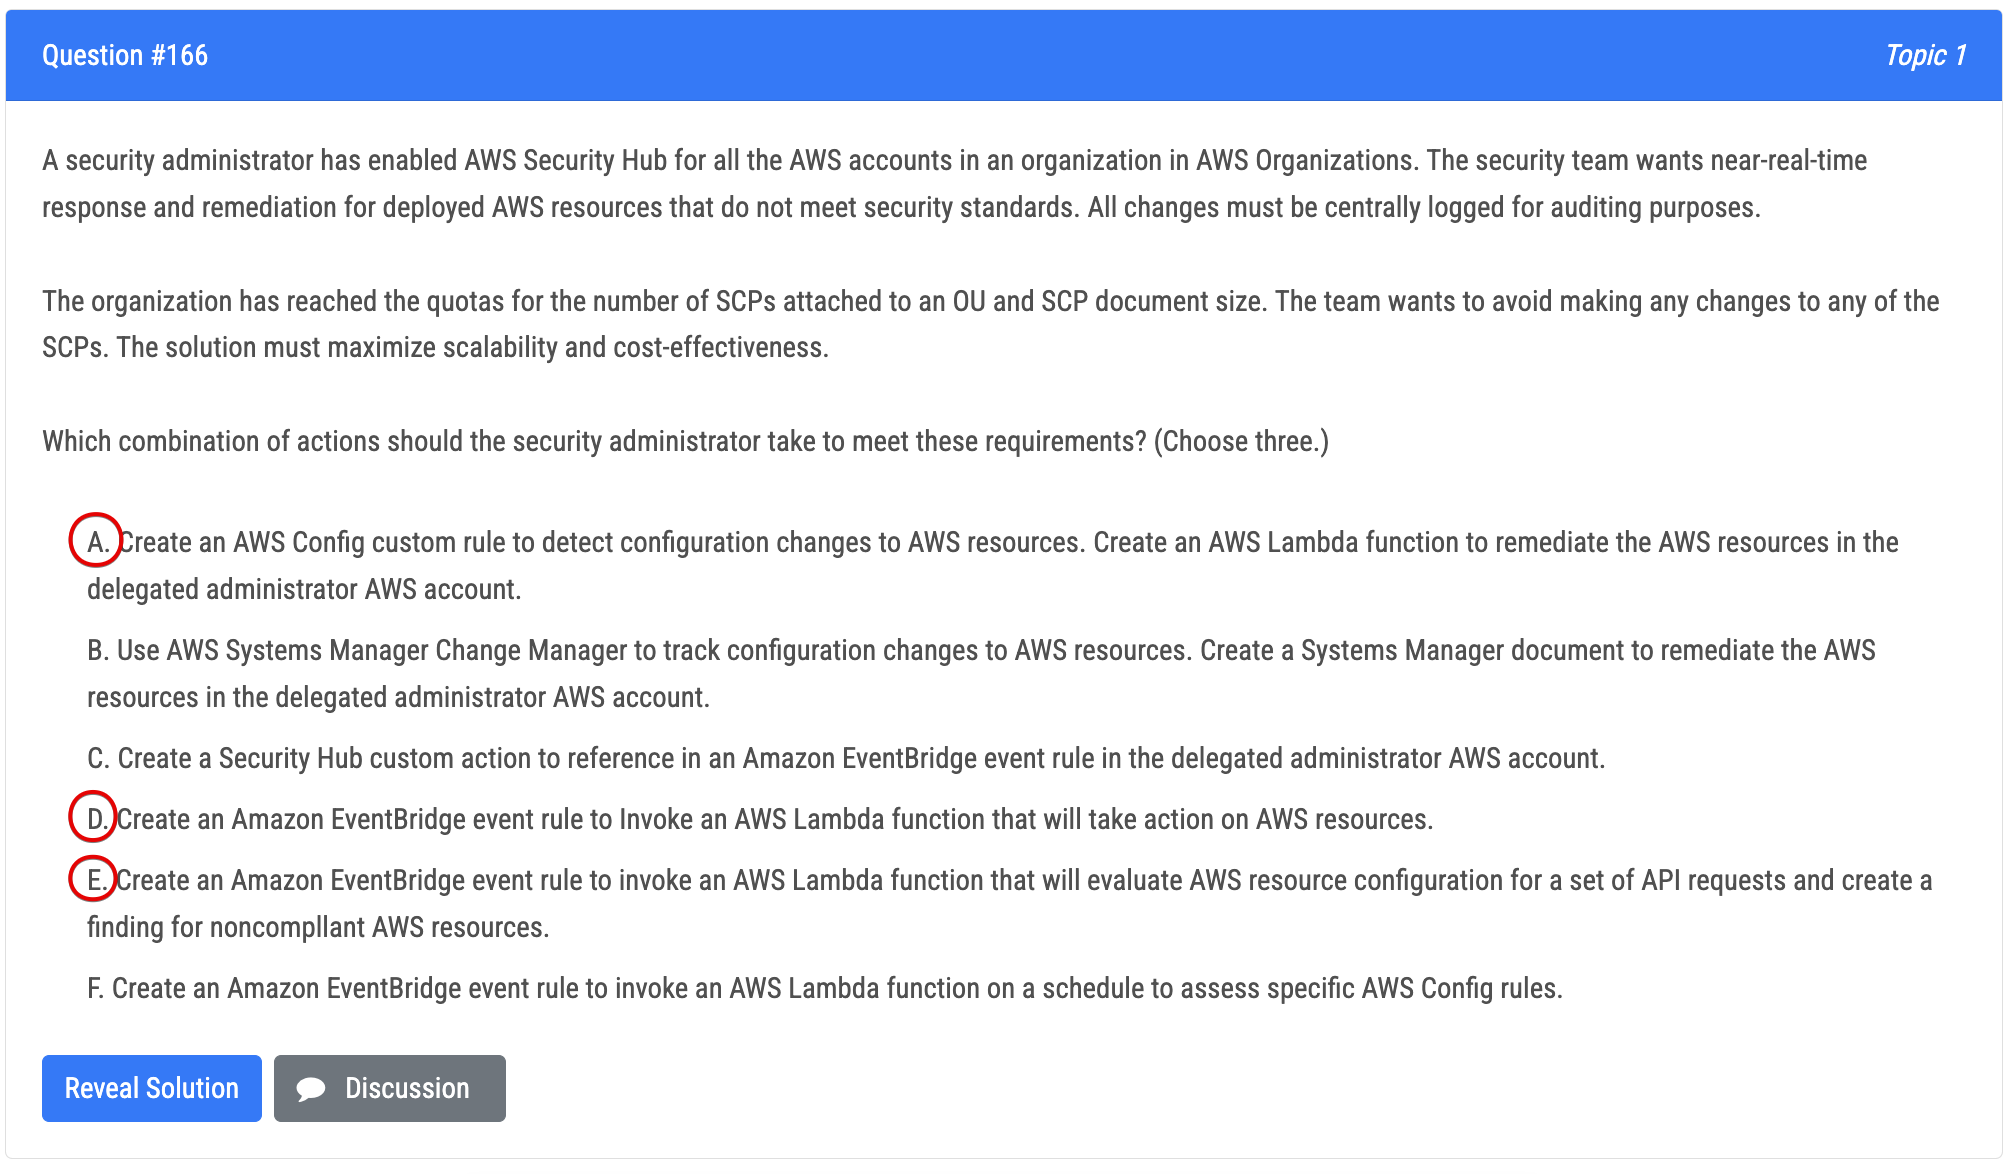 Question #166
Topic 1
A security administrator has enabled AWS Security Hub for all the AWS accounts in an organization in AWS Organizations. The security team wants near-real-time
response and remediation for deployed AWS resources that do not meet security standards. All changes must be centrally logged for auditing purposes.
The organization has reached the quotas for the number of SCPs attached to an OU and SCP document size. The team wants to avoid making any changes to any of the
SCPs. The solution must maximize scalability and cost-effectiveness.
Which combination of actions should the security administrator take to meet these requirements? (Choose three.)
A. Create an AWS Config custom rule to detect configuration changes to AWS resources. Create an AWS Lambda function to remediate the AWS resources in the
delegated administrator AWS account.
B. Use AWS Systems Manager Change Manager to track configuration changes to AWS resources. Create a Systems Manager document to remediate the AWS
resources in the delegated administrator AWS account.
C. Create a Security Hub custom action to reference in an Amazon EventBridge event rule in the delegated administrator AWS account.
D. Create an Amazon EventBridge event rule to Invoke an AWS Lambda function that will take action on AWS resources.
E. Create an Amazon EventBridge event rule to invoke an AWS Lambda function that will evaluate AWS resource configuration for a set of API requests and create a
finding for noncompllant AWS resources.
F. Create an Amazon EventBridge event rule to invoke an AWS Lambda function on a schedule to assess specific AWS Config rules.
Reveal Solution
Discussion